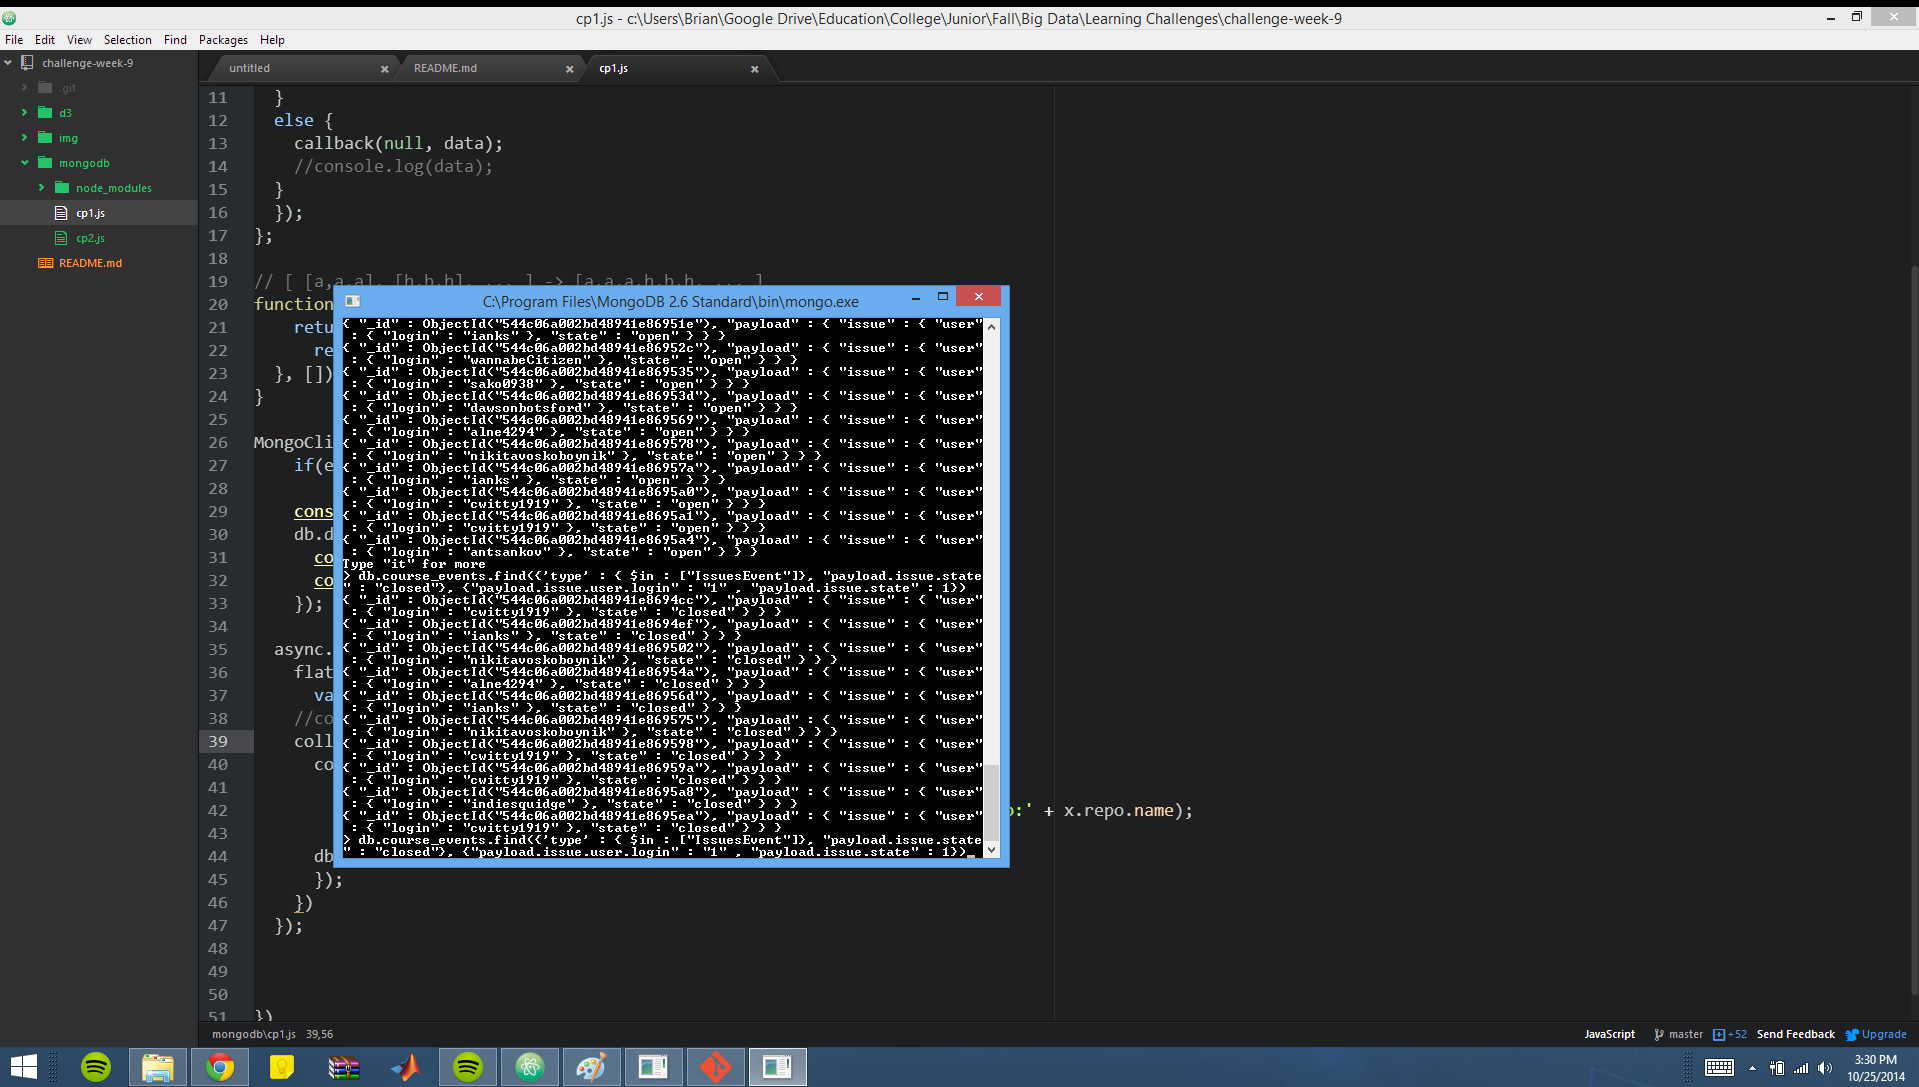 cp1.js - c:\Users\Brian\Google Drive\Education\College\Junior\Fall\Big Data\Learning Challenges\challenge-week-9
File Edit View Selection Find Packages Help
challenge-week-9
.git
d3
img
mongodb
node_modules
cp1.js
cp2.js
README.md
untitled
README.md
cp1.js
11 }
12 else {
13 callback(null, data);
14 //console.log(data);
15 }
16 });
17 };
18
19 // [ [a,a,a], [b,b,b], ... ] -> [a,a,a,b,b,b, ... ]
20 function
21 retu
22 re
23 }, [])
24 }
25
26 MongoCli
27 if(e
28
29 cons
30 db.d
31 co
32 co
33 });
34
35 async.
36 flat
37 va
38 //co
39 coll
40 co
41
42 o:' + x.repo.name);
43
44 db
45 });
46 })
47 });
48
49
50
51 })
C:\Program Files\MongoDB 2.6 Standard\bin\mongo.exe
{ "_id" : ObjectId("544c06a002bd48941e86951e"), "payload" : { "issue" : { "user"
: { "login" : "ianks" }, "state" : "open" } } }
{ "_id" : ObjectId("544c06a002bd48941e86952c"), "payload" : { "issue" : { "user"
: { "login" : "wannabeCitizen" }, "state" : "open" } } }
{ "_id" : ObjectId("544c06a002bd48941e869535"), "payload" : { "issue" : { "user"
: { "login" : "sako0938" }, "state" : "open" } } }
{ "_id" : ObjectId("544c06a002bd48941e86953d"), "payload" : { "issue" : { "user"
: { "login" : "dawsonbotsford" }, "state" : "open" } } }
{ "_id" : ObjectId("544c06a002bd48941e869569"), "payload" : { "issue" : { "user"
: { "login" : "alne4294" }, "state" : "open" } } }
{ "_id" : ObjectId("544c06a002bd48941e869578"), "payload" : { "issue" : { "user"
: { "login" : "nikitavoskoboynik" }, "state" : "open" } } }
{ "_id" : ObjectId("544c06a002bd48941e86957a"), "payload" : { "issue" : { "user"
: { "login" : "ianks" }, "state" : "open" } } }
{ "_id" : ObjectId("544c06a002bd48941e8695a0"), "payload" : { "issue" : { "user"
: { "login" : "cwitty1919" }, "state" : "open" } } }
{ "_id" : ObjectId("544c06a002bd48941e8695a1"), "payload" : { "issue" : { "user"
: { "login" : "cwitty1919" }, "state" : "open" } } }
{ "_id" : ObjectId("544c06a002bd48941e8695a4"), "payload" : { "issue" : { "user"
: { "login" : "antsankov" }, "state" : "open" } } }
Type "it" for more
> db.course_events.find({'type' : { $in : ["IssuesEvent"]}, "payload.issue.state
" : "closed"}, {"payload.issue.user.login" : "1" , "payload.issue.state" : 1})
{ "_id" : ObjectId("544c06a002bd48941e8694cc"), "payload" : { "issue" : { "user"
: { "login" : "cwitty1919" }, "state" : "closed" } } }
{ "_id" : ObjectId("544c06a002bd48941e8694ef"), "payload" : { "issue" : { "user"
: { "login" : "ianks" }, "state" : "closed" } } }
{ "_id" : ObjectId("544c06a002bd48941e869502"), "payload" : { "issue" : { "user"
: { "login" : "nikitavoskoboynik" }, "state" : "closed" } } }
{ "_id" : ObjectId("544c06a002bd48941e86954a"), "payload" : { "issue" : { "user"
: { "login" : "alne4294" }, "state" : "closed" } } }
{ "_id" : ObjectId("544c06a002bd48941e86956d"), "payload" : { "issue" : { "user"
: { "login" : "ianks" }, "state" : "closed" } } }
{ "_id" : ObjectId("544c06a002bd48941e869575"), "payload" : { "issue" : { "user"
: { "login" : "nikitavoskoboynik" }, "state" : "closed" } } }
{ "_id" : ObjectId("544c06a002bd48941e869598"), "payload" : { "issue" : { "user"
: { "login" : "cwitty1919" }, "state" : "closed" } } }
{ "_id" : ObjectId("544c06a002bd48941e86959a"), "payload" : { "issue" : { "user"
: { "login" : "cwitty1919" }, "state" : "closed" } } }
{ "_id" : ObjectId("544c06a002bd48941e8695a8"), "payload" : { "issue" : { "user"
: { "login" : "indiesquidge" }, "state" : "closed" } } }
{ "_id" : ObjectId("544c06a002bd48941e8695ea"), "payload" : { "issue" : { "user"
: { "login" : "cwitty1919" }, "state" : "closed" } } }
> db.course_events.find({'type' : { $in : ["IssuesEvent"]}, "payload.issue.state
" : "closed"}, {"payload.issue.user.login" : "1" , "payload.issue.state" : 1})_
mongodb\cp1.js 39,56
JavaScript master +52 Send Feedback Upgrade
3:30 PM
10/25/2014